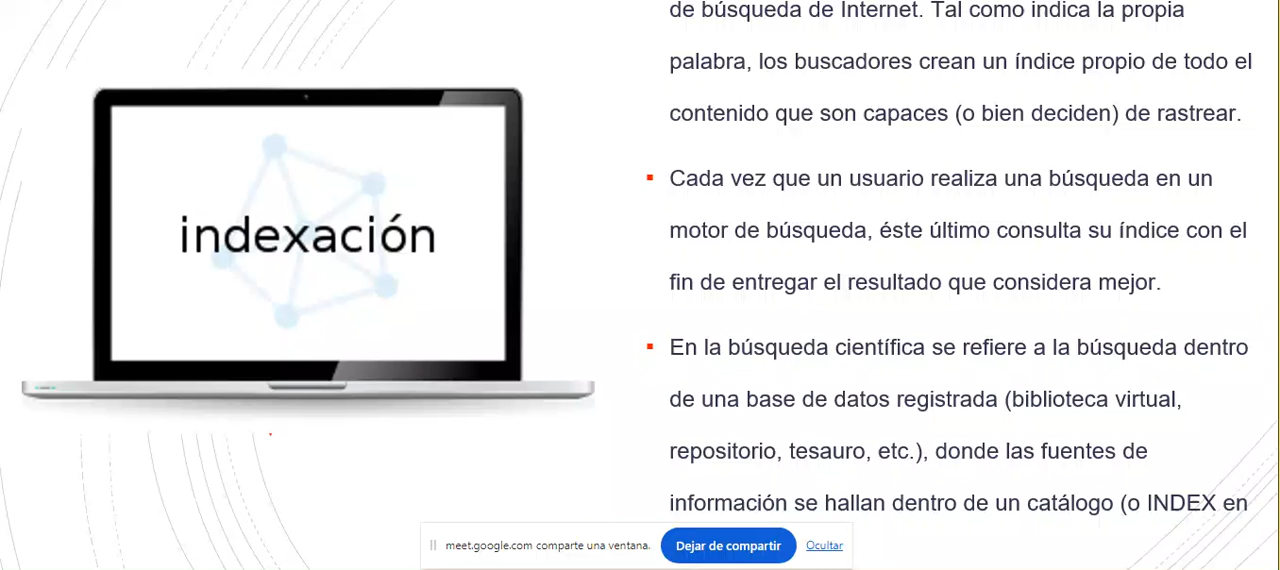 de búsqueda de Internet. Tal como indica la propia
palabra, los buscadores crean un índice propio de todo el
contenido que son capaces (o bien deciden) de rastrear.
indexación
▪ Cada vez que un usuario realiza una búsqueda en un
motor de búsqueda, éste último consulta su índice con el
fin de entregar el resultado que considera mejor.
▪ En la búsqueda científica se refiere a la búsqueda dentro
de una base de datos registrada (biblioteca virtual,
repositorio, tesauro, etc.), donde las fuentes de
información se hallan dentro de un catálogo (o INDEX en
meet.google.com comparte una ventana. Dejar de compartir Ocultar